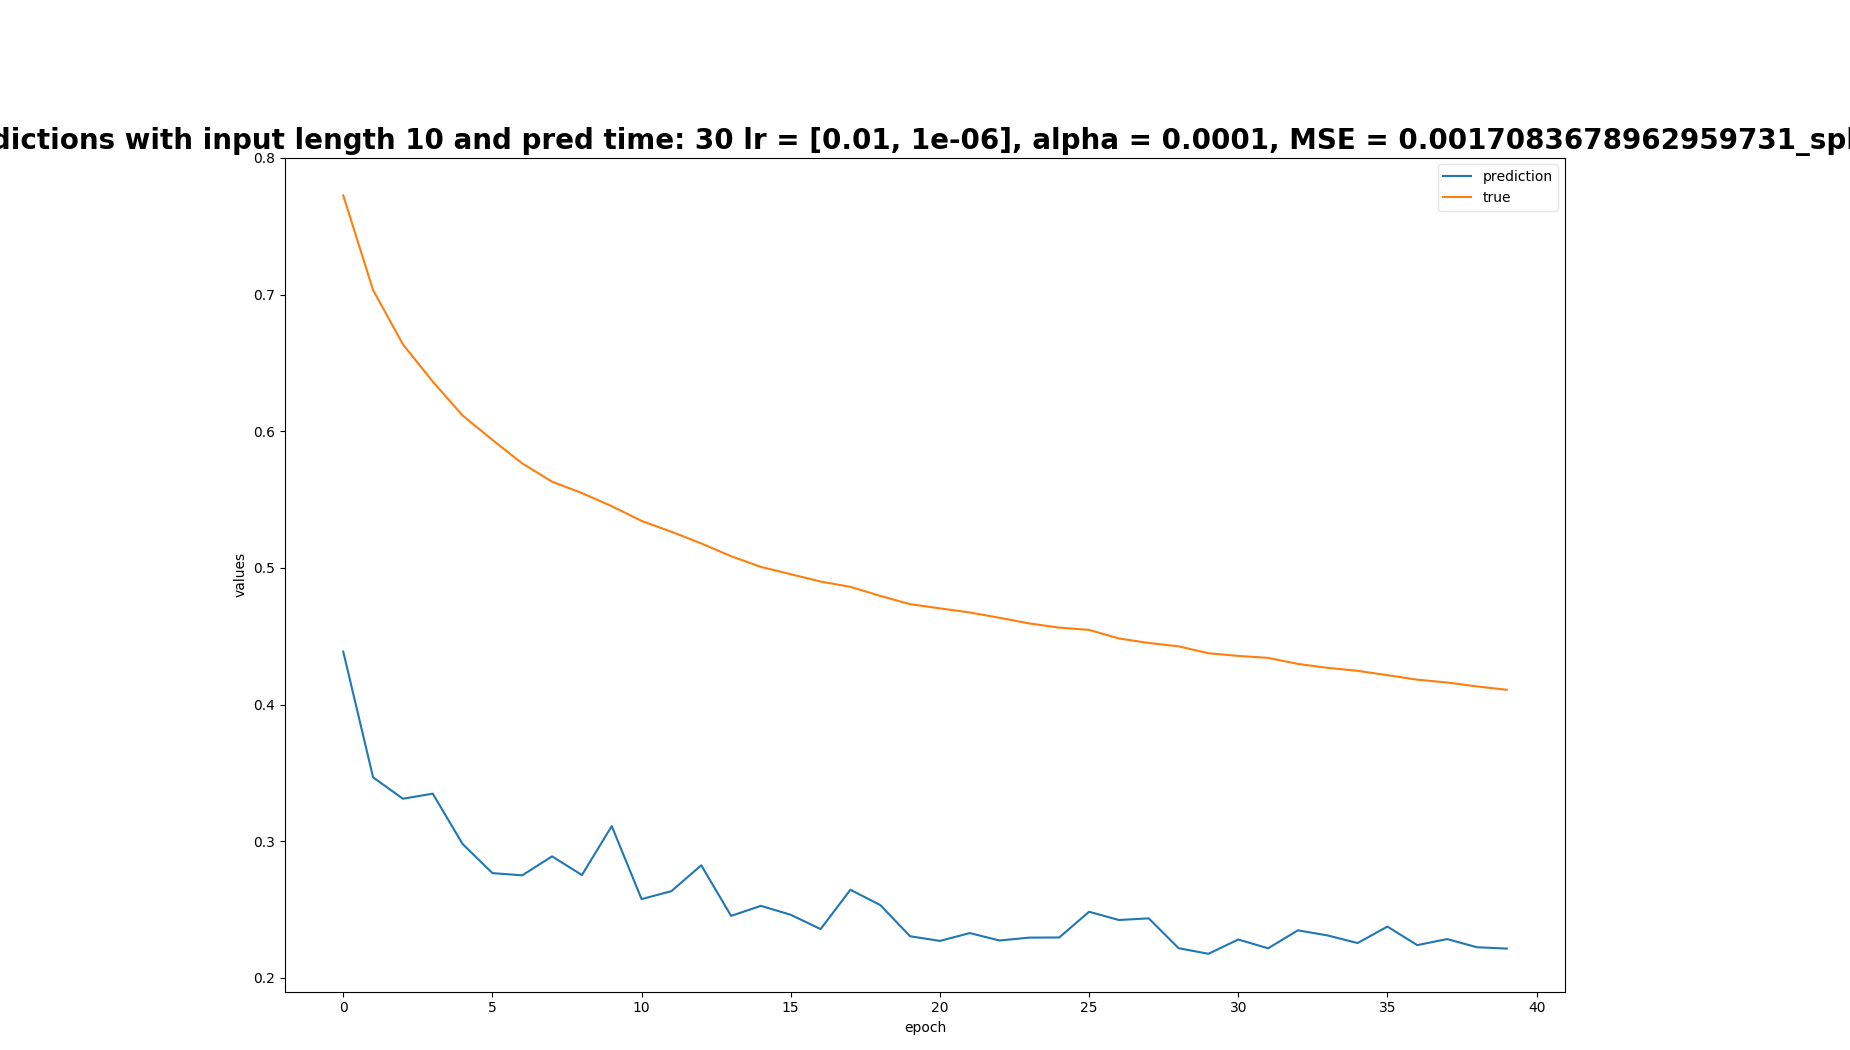 dictions with input length 10 and pred time: 30 lr = [0.01, 1e-06], alpha = 0.0001, MSE = 0.0017083678962959731_spl
prediction
true
0.8
0.7
0.6
0.5
0.4
0.3
0.2
values
0 5 10 15 20 25 30 35 40
epoch